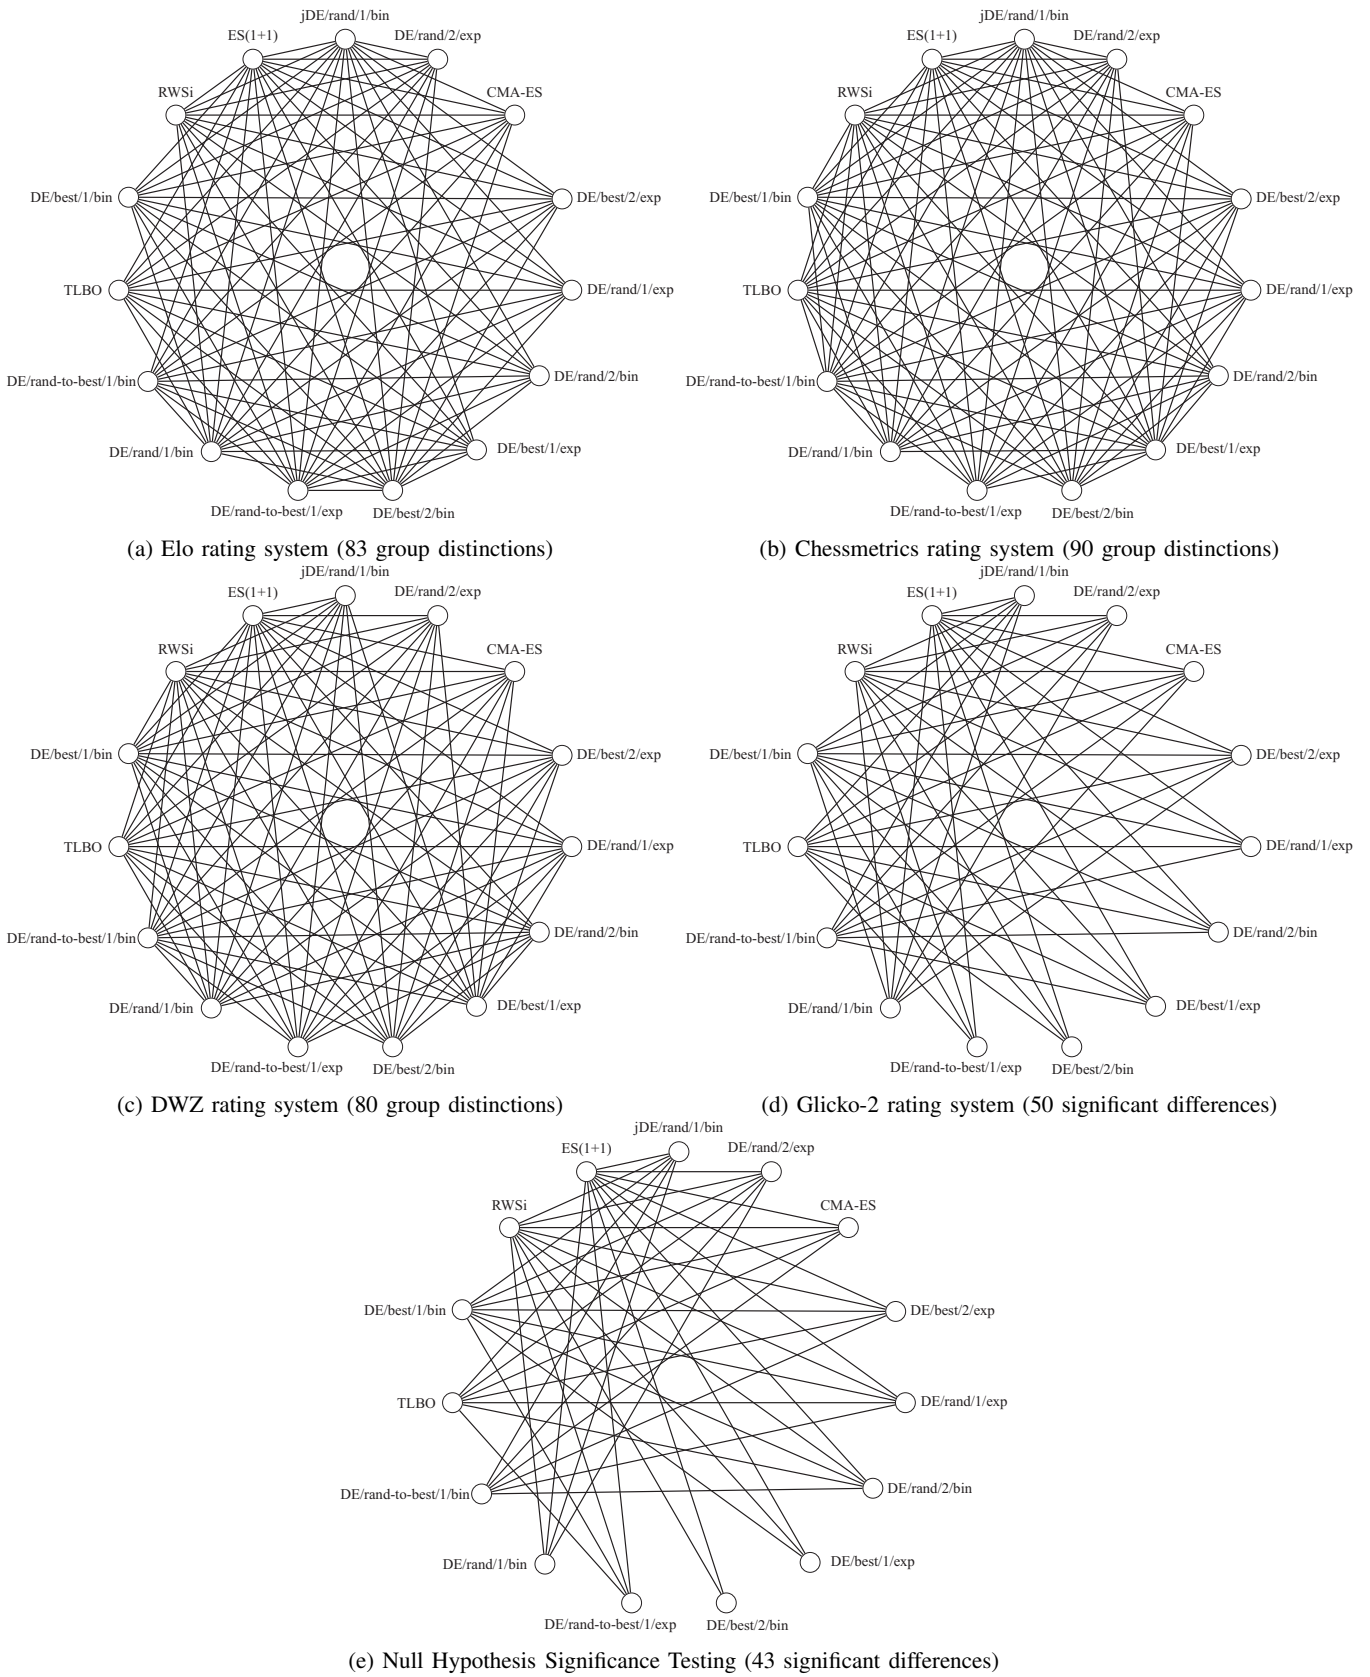 jDE/rand/1/bin
ES(1+1)
DE/rand/2/exp
RWSi
CMA-ES
DE/best/1/bin
DE/best/2/exp
TLBO
DE/rand/1/exp
DE/rand-to-best/1/bin
DE/rand/2/bin
DE/rand/1/bin
DE/best/1/exp
DE/rand-to-best/1/exp
DE/best/2/bin
(a) Elo rating system (83 group distinctions)
jDE/rand/1/bin
ES(1+1)
DE/rand/2/exp
RWSi
CMA-ES
DE/best/1/bin
DE/best/2/exp
TLBO
DE/rand/1/exp
DE/rand-to-best/1/bin
DE/rand/2/bin
DE/rand/1/bin
DE/best/1/exp
DE/rand-to-best/1/exp
DE/best/2/bin
(b) Chessmetrics rating system (90 group distinctions)
jDE/rand/1/bin
ES(1+1)
DE/rand/2/exp
RWSi
CMA-ES
DE/best/1/bin
DE/best/2/exp
TLBO
DE/rand/1/exp
DE/rand-to-best/1/bin
DE/rand/2/bin
DE/rand/1/bin
DE/best/1/exp
DE/rand-to-best/1/exp
DE/best/2/bin
(c) DWZ rating system (80 group distinctions)
jDE/rand/1/bin
ES(1+1)
DE/rand/2/exp
RWSi
CMA-ES
DE/best/1/bin
DE/best/2/exp
TLBO
DE/rand/1/exp
DE/rand-to-best/1/bin
DE/rand/2/bin
DE/rand/1/bin
DE/best/1/exp
DE/rand-to-best/1/exp
DE/best/2/bin
(d) Glicko-2 rating system (50 significant differences)
jDE/rand/1/bin
ES(1+1)
DE/rand/2/exp
RWSi
CMA-ES
DE/best/1/bin
DE/best/2/exp
TLBO
DE/rand/1/exp
DE/rand-to-best/1/bin
DE/rand/2/bin
DE/rand/1/bin
DE/best/1/exp
DE/rand-to-best/1/exp
DE/best/2/bin
(e) Null Hypothesis Significance Testing (43 significant differences)